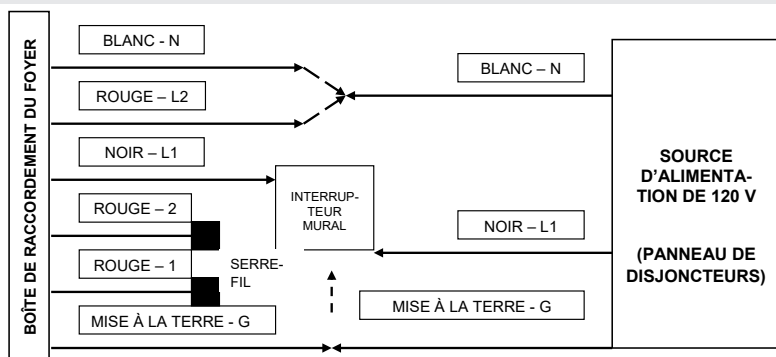 BOÎTE DE RACCORDEMENT DU FOYER
BLANC - N
ROUGE – L2
NOIR – L1
ROUGE – 2
ROUGE – 1
MISE À LA TERRE - G
INTERRUP-
TEUR
MURAL
SERRE-
FIL
BLANC – N
NOIR – L1
MISE À LA TERRE - G
SOURCE
D'ALIMENTA-
TION DE 120 V
(PANNEAU DE
DISJONCTEURS)